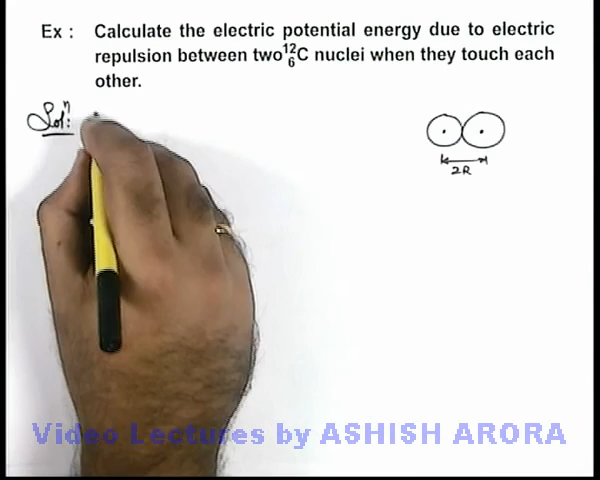 Ex : Calculate the electric potential energy due to electric
repulsion between two ¹²₆C nuclei when they touch each
other.
Solⁿ:
2R
Video Lectures by ASHISH ARORA